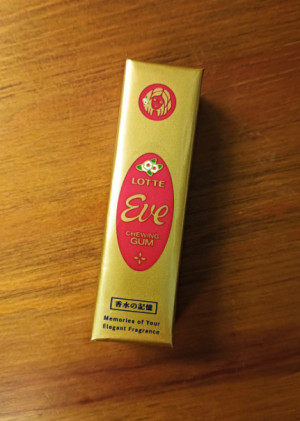 LOTTE
Eve
CHEWING
GUM
香水の記憶
Memories of Your
Elegant Fragrance